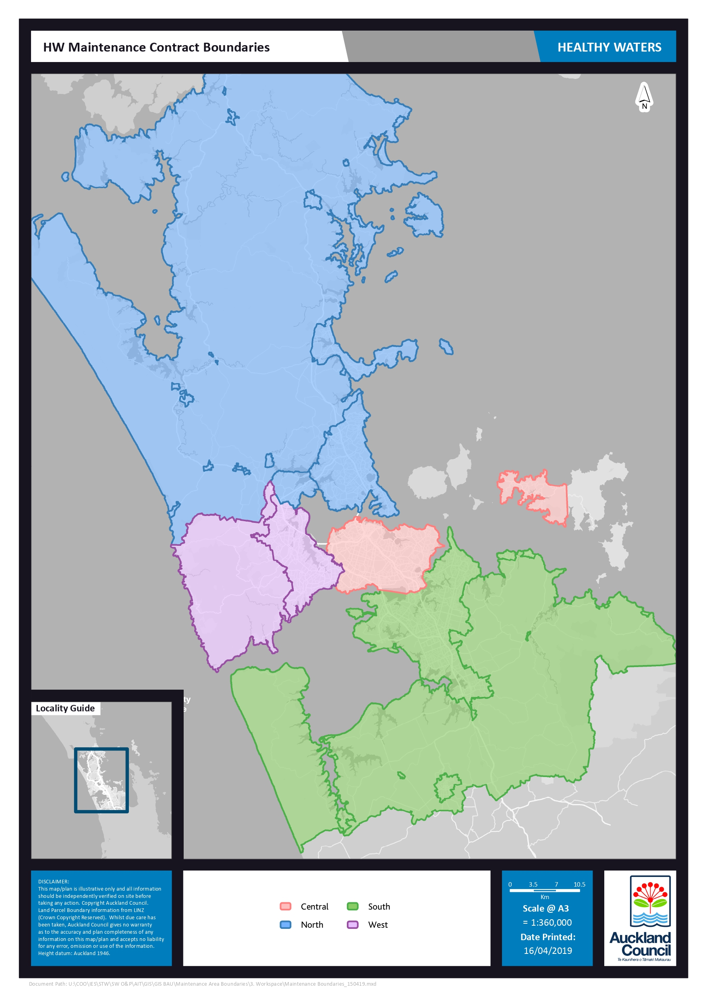 HW Maintenance Contract Boundaries
HEALTHY WATERS
N
ty
e
Locality Guide
DISCLAIMER:
This map/plan is illustrative only and all information
should be independently verified on site before
taking any action. Copyright Auckland Council.
Land Parcel Boundary information from LINZ
(Crown Copyright Reserved). Whilst due care has
been taken, Auckland Council gives no warranty
as to the accuracy and plan completeness of any
information on this map/plan and accepts no liability
for any error, omission or use of the information.
Height datum: Auckland 1946.
Central
South
North
West
0 3.5 7 10.5
Km
Scale @ A3
= 1:360,000
Date Printed:
16/04/2019
Auckland
Council
Te Kaunihera o Tāmaki Makaurau
Document Path: U:\COO\IES\STW\SW O&P\AIT\GIS\GIS BAU\Maintenance Area Boundaries\3. Workspace\Maintenance Boundaries_150419.mxd